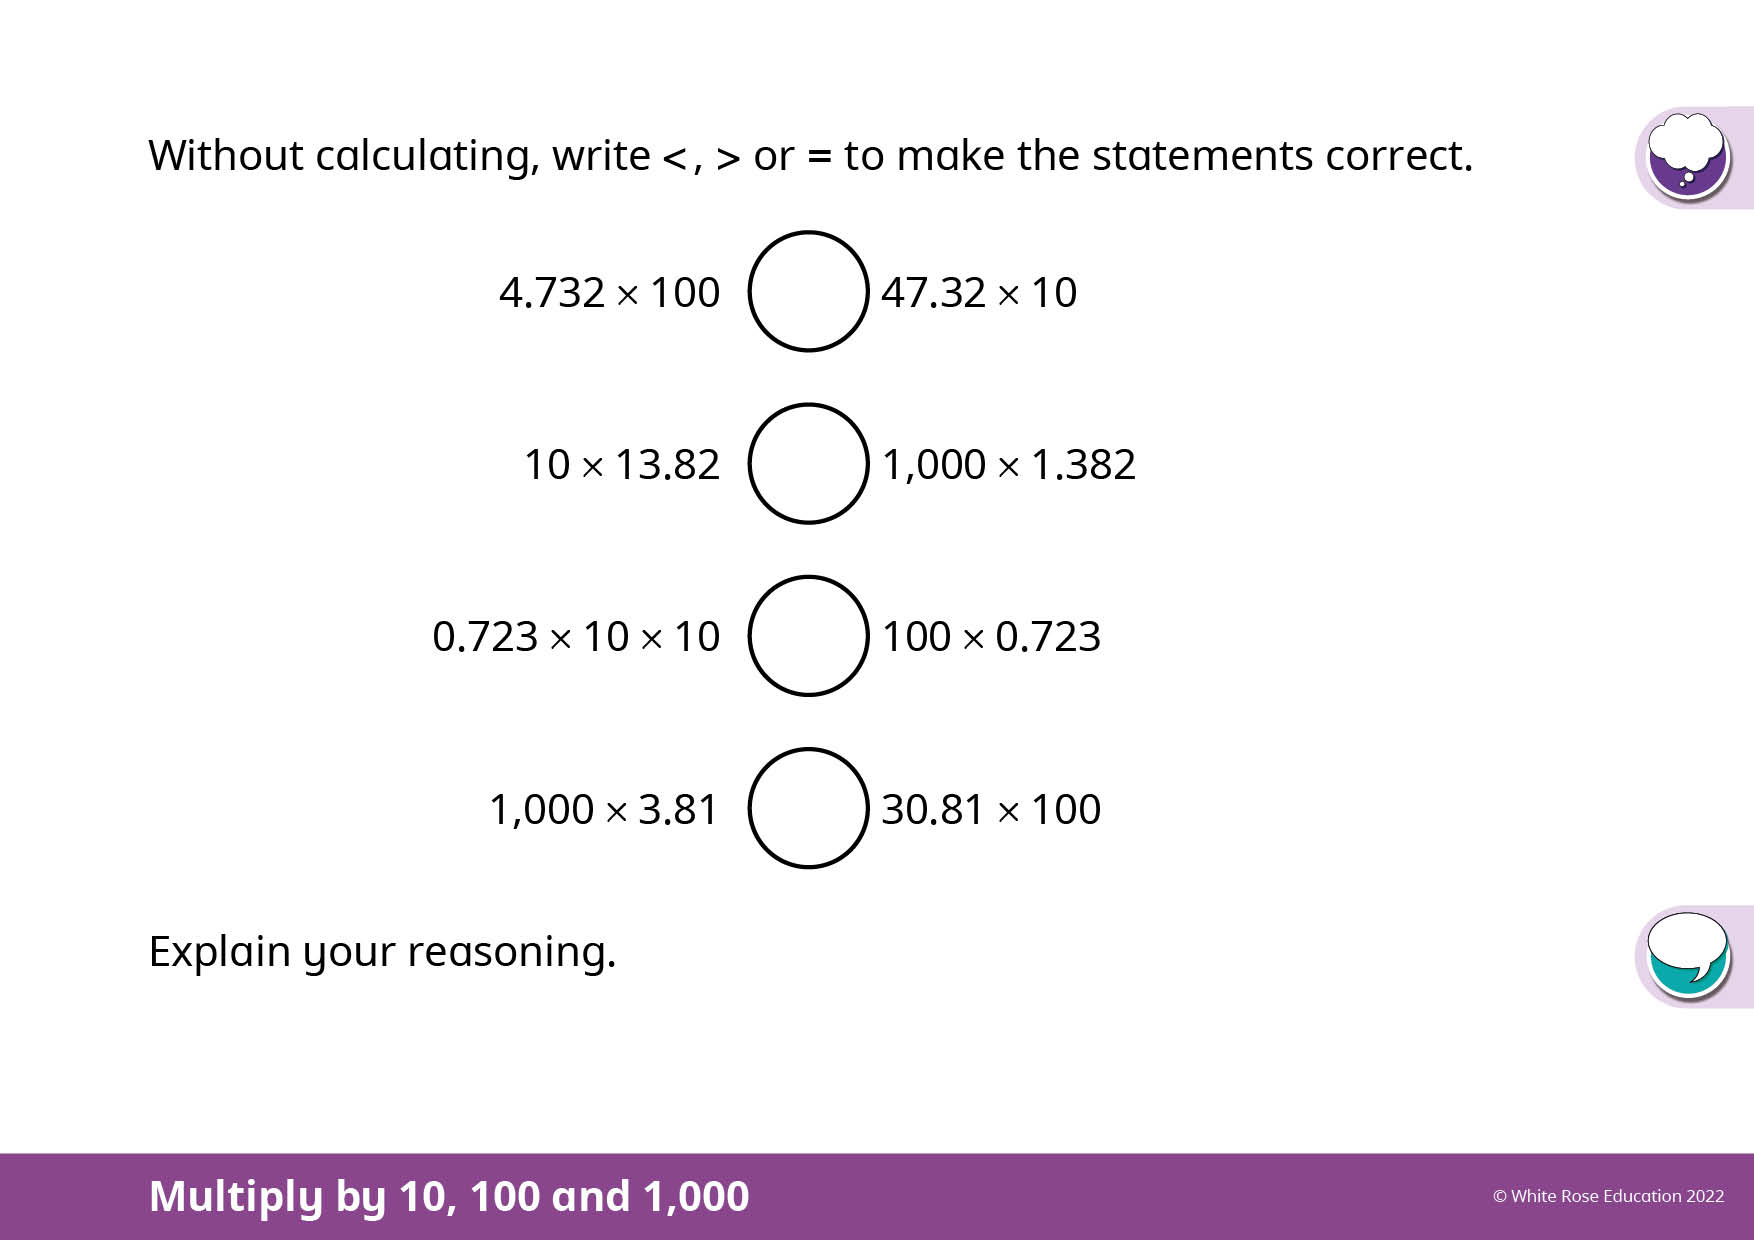 Without calculating, write <, > or = to make the statements correct.
4.732 × 100 47.32 × 10
10 × 13.82 1,000 × 1.382
0.723 × 10 × 10 100 × 0.723
1,000 × 3.81 30.81 × 100
Explain your reasoning.
Multiply by 10, 100 and 1,000
© White Rose Education 2022